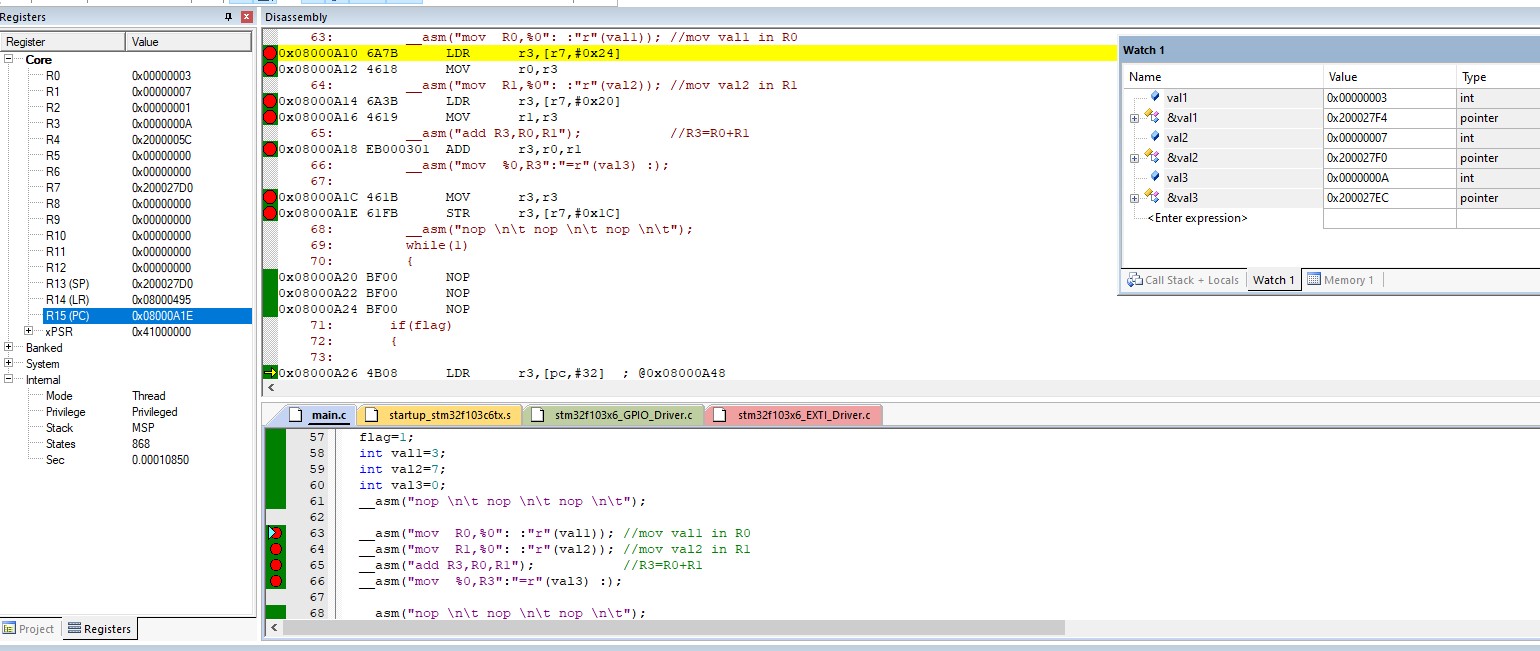 Registers
Register Value
Core
R0 0x00000003
R1 0x00000007
R2 0x00000001
R3 0x0000000A
R4 0x2000005C
R5 0x00000000
R6 0x00000000
R7 0x200027D0
R8 0x00000000
R9 0x00000000
R10 0x00000000
R11 0x00000000
R12 0x00000000
R13 (SP) 0x200027D0
R14 (LR) 0x08000495
R15 (PC) 0x08000A1E
xPSR 0x41000000
Banked
System
Internal
Mode Thread
Privilege Privileged
Stack MSP
States 868
Sec 0.00010850
Project Registers
Disassembly
63: __asm("mov R0,%0": :"r"(val1)); //mov val1 in R0
0x08000A10 6A7B LDR r3,[r7,#0x24]
0x08000A12 4618 MOV r0,r3
64: __asm("mov R1,%0": :"r"(val2)); //mov val2 in R1
0x08000A14 6A3B LDR r3,[r7,#0x20]
0x08000A16 4619 MOV r1,r3
65: __asm("add R3,R0,R1"); //R3=R0+R1
0x08000A18 EB000301 ADD r3,r0,r1
66: __asm("mov %0,R3":"=r"(val3) :);
67:
0x08000A1C 461B MOV r3,r3
0x08000A1E 61FB STR r3,[r7,#0x1C]
68: __asm("nop \n\t nop \n\t nop \n\t");
69: while(1)
70: {
0x08000A20 BF00 NOP
0x08000A22 BF00 NOP
0x08000A24 BF00 NOP
71: if(flag)
72: {
73:
0x08000A26 4B08 LDR r3,[pc,#32] ; @0x08000A48
Watch 1
Name Value Type
val1 0x00000003 int
&val1 0x200027F4 pointer
val2 0x00000007 int
&val2 0x200027F0 pointer
val3 0x0000000A int
&val3 0x200027EC pointer
<Enter expression>
Call Stack + Locals Watch 1 Memory 1
main.c startup_stm32f103c6tx.s stm32f103x6_GPIO_Driver.c stm32f103x6_EXTI_Driver.c
57 flag=1;
58 int val1=3;
59 int val2=7;
60 int val3=0;
61 __asm("nop \n\t nop \n\t nop \n\t");
62
63 __asm("mov R0,%0": :"r"(val1)); //mov val1 in R0
64 __asm("mov R1,%0": :"r"(val2)); //mov val2 in R1
65 __asm("add R3,R0,R1"); //R3=R0+R1
66 __asm("mov %0,R3":"=r"(val3) :);
67
68 asm("nop \n\t nop \n\t nop \n\t");